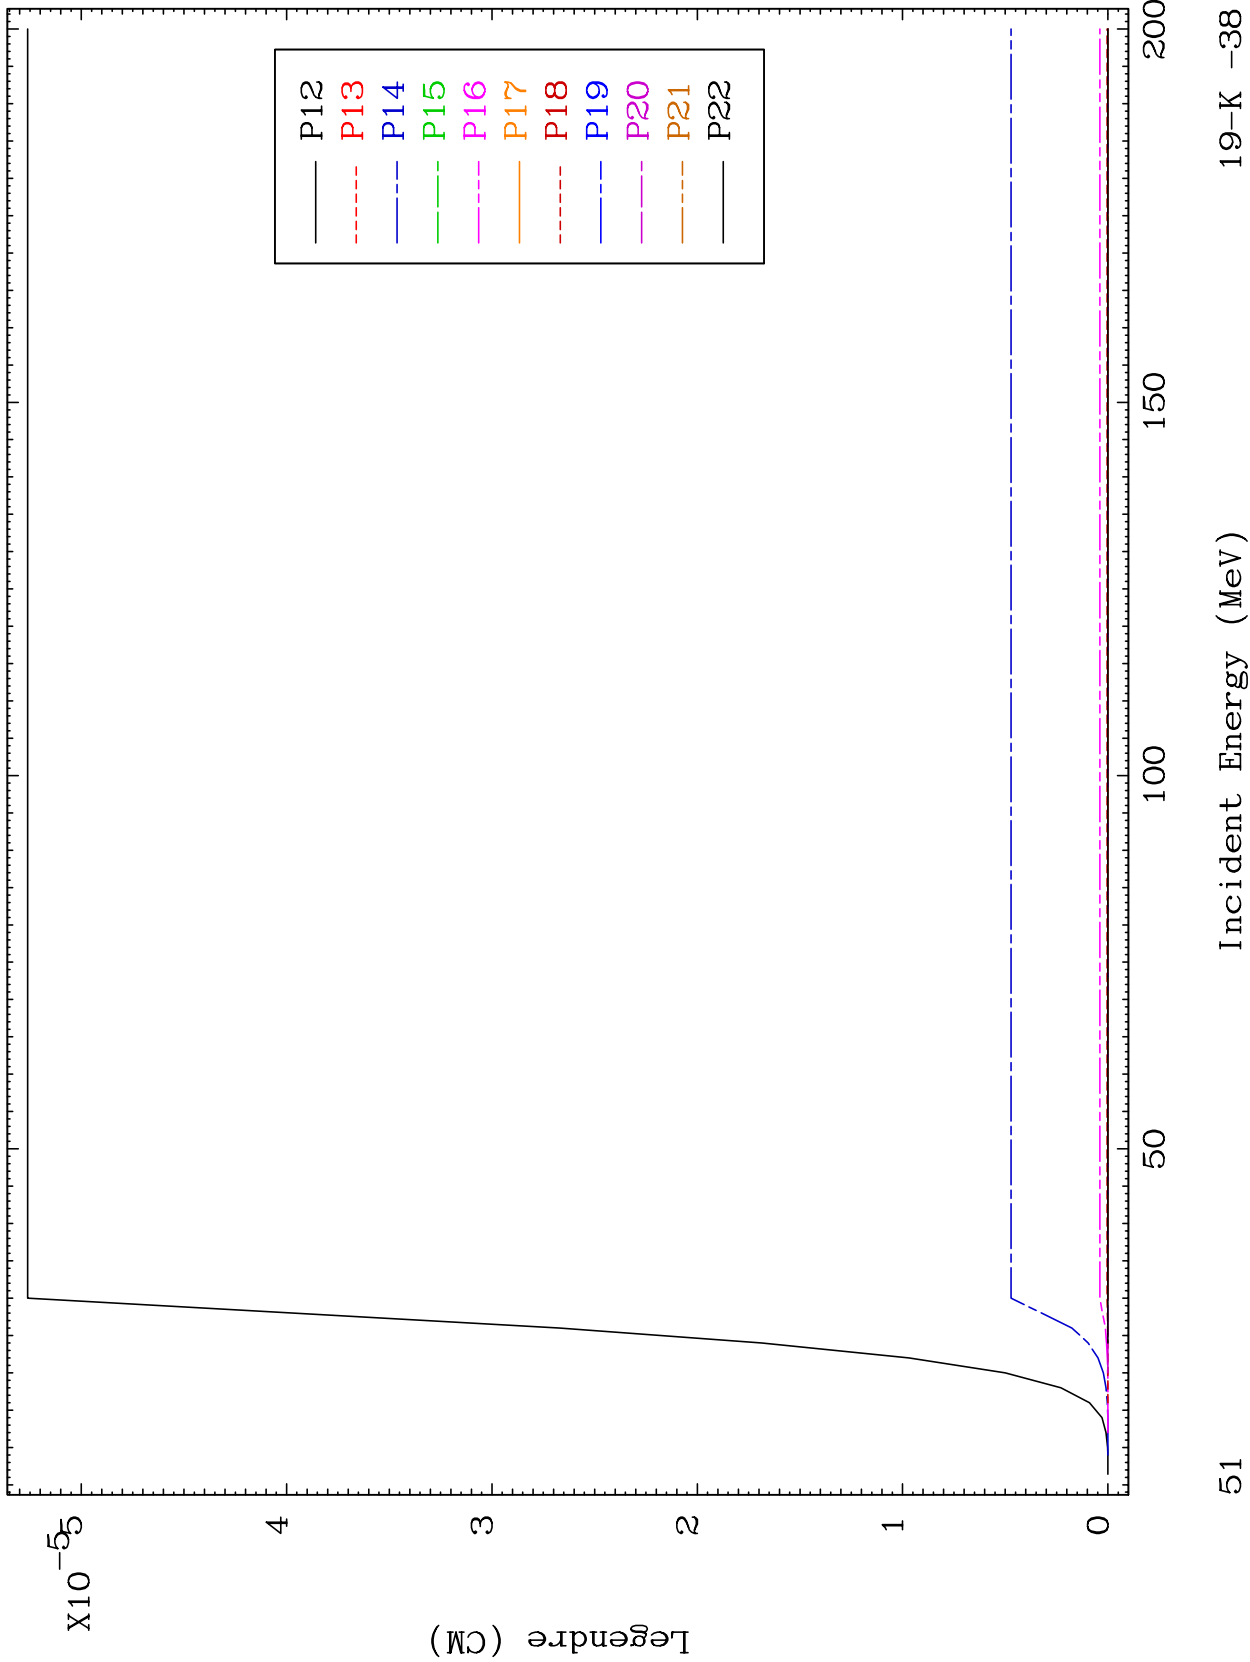 X10-5
5
4
3
2
1
0
Legendre (CM)
P12
P13
P14
P15
P16
P17
P18
P19
P20
P21
P22
50
100
150
200
Incident Energy (MeV)
51
19-K -38